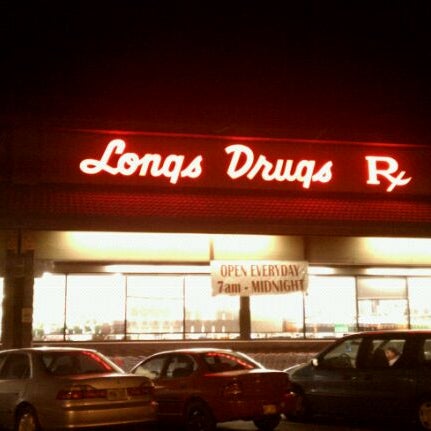 Longs Drugs Rx
OPEN EVERYDAY
7am - MIDNIGHT